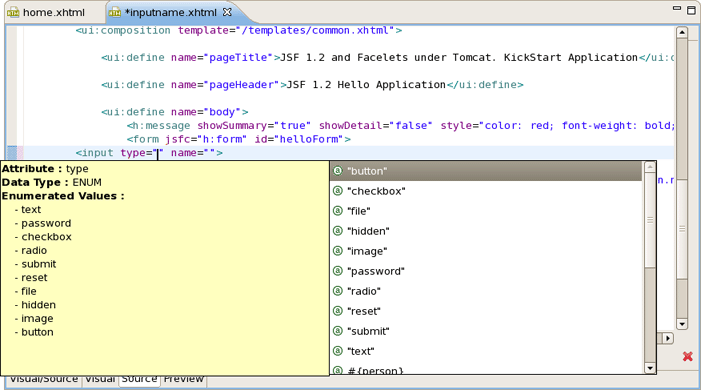 home.xhtml
*inputname.xhtml
<ui:composition template="/templates/common.xhtml">
<ui:define name="pageTitle">JSF 1.2 and Facelets under Tomcat. KickStart Application</ui:d
<ui:define name="pageHeader">JSF 1.2 Hello Application</ui:define>
<ui:define name="body">
<h:message showSummary="true" showDetail="false" style="color: red; font-weight: bold;
<form jsfc="h:form" id="helloForm">
<input type="" name="">
Attribute : type
Data Type : ENUM
Enumerated Values :
- text
- password
- checkbox
- radio
- submit
- reset
- file
- hidden
- image
- button
"button"
"checkbox"
"file"
"hidden"
"image"
"password"
"radio"
"reset"
"submit"
"text"
#{person}
Visual/Source Visual Source Preview